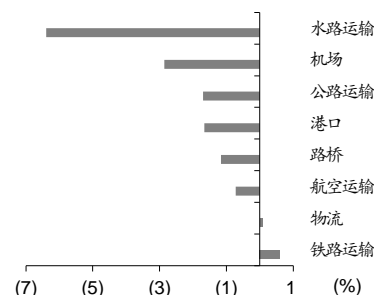 水路运输
机场
公路运输
港口
路桥
航空运输
物流
铁路运输
(7) (5) (3) (1) 1 (%)